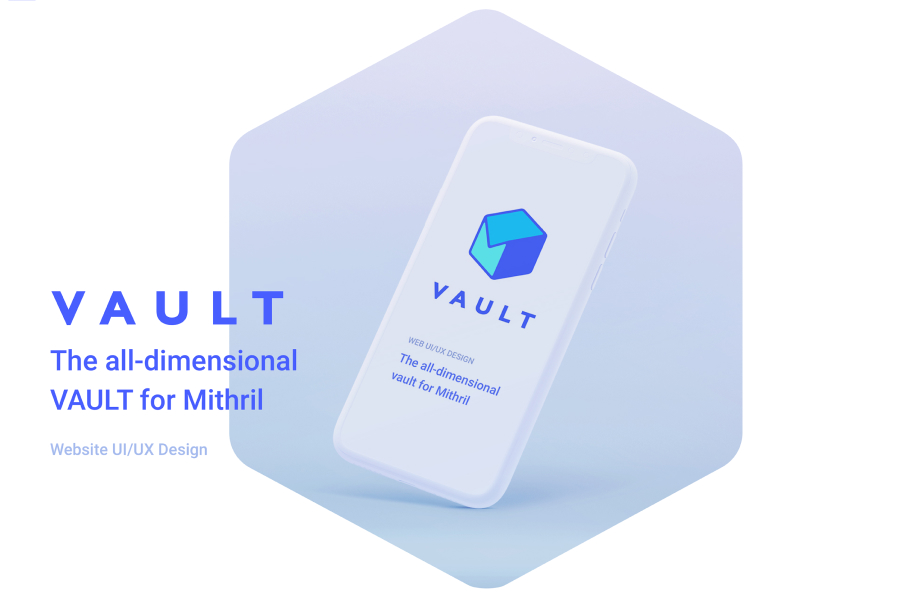 VAULT
The all-dimensional
VAULT for Mithril
Website UI/UX Design
VAULT
WEB UI/UX DESIGN
The all-dimensional
vault for Mithril